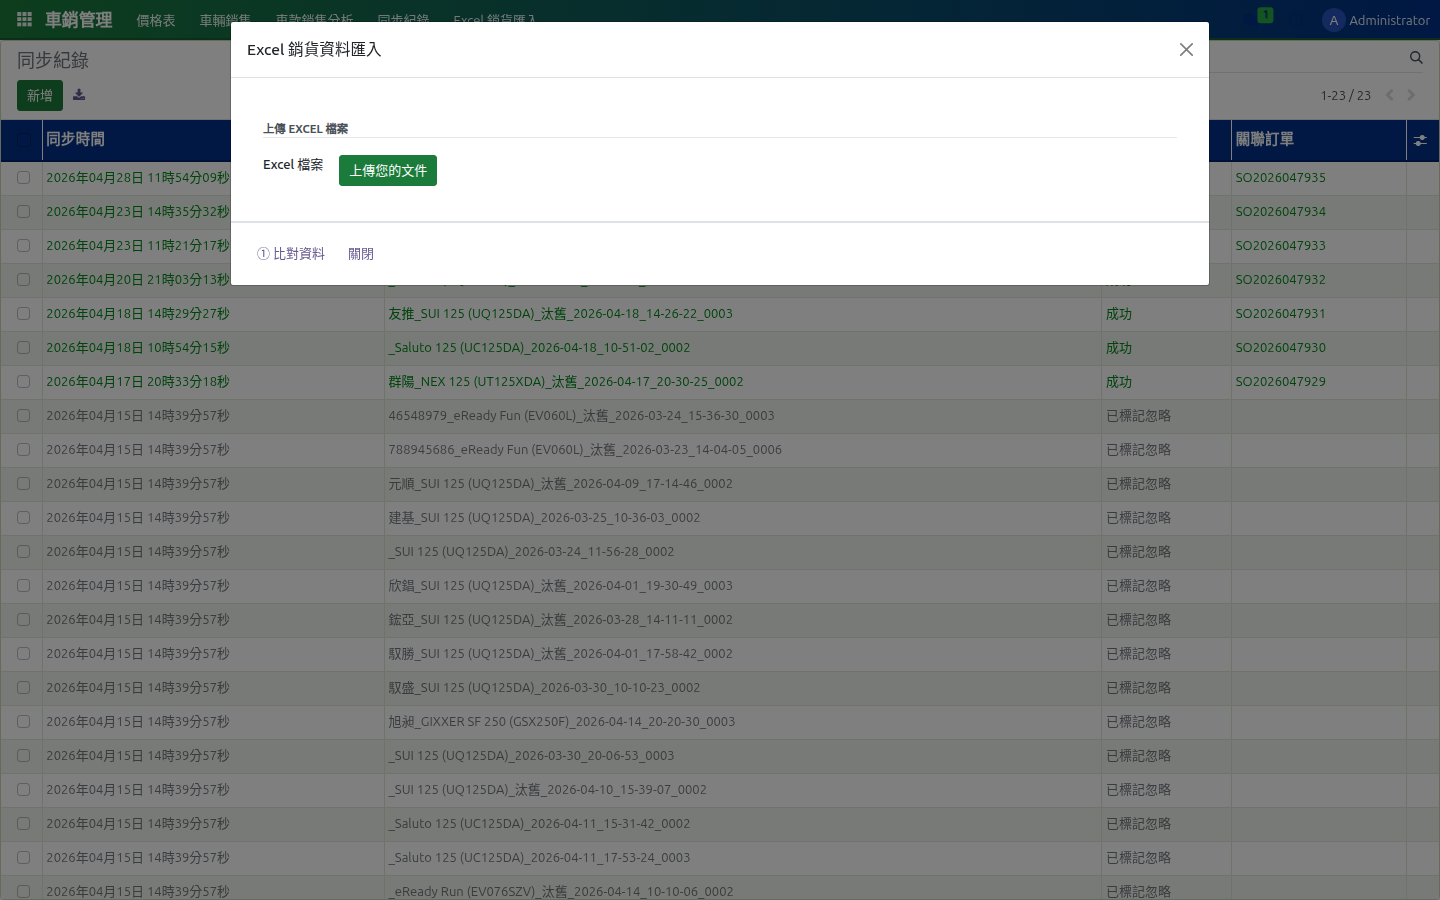 車銷管理 價格表 車輛銷售 車款銷售分析 同步紀錄 Excel 銷貨匯入 1 A Administrator
Excel 銷貨資料匯入
同步紀錄
新增
1-23 / 23
上傳 EXCEL 檔案
Excel 檔案 上傳您的文件
① 比對資料 關閉
同步時間 關聯訂單
2026年04月28日 11時54分09秒 SO2026047935
2026年04月23日 14時35分32秒 SO2026047934
2026年04月23日 11時21分17秒 SO2026047933
2026年04月20日 21時03分13秒 SO2026047932
2026年04月18日 14時29分27秒 友推_SUI 125 (UQ125DA)_汰舊_2026-04-18_14-26-22_0003 成功 SO2026047931
2026年04月18日 10時54分15秒 _Saluto 125 (UC125DA)_2026-04-18_10-51-02_0002 成功 SO2026047930
2026年04月17日 20時33分18秒 群陽_NEX 125 (UT125XDA)_汰舊_2026-04-17_20-30-25_0002 成功 SO2026047929
2026年04月15日 14時39分57秒 46548979_eReady Fun (EV060L)_汰舊_2026-03-24_15-36-30_0003 已標記忽略
2026年04月15日 14時39分57秒 788945686_eReady Fun (EV060L)_汰舊_2026-03-23_14-04-05_0006 已標記忽略
2026年04月15日 14時39分57秒 元順_SUI 125 (UQ125DA)_汰舊_2026-04-09_17-14-46_0002 已標記忽略
2026年04月15日 14時39分57秒 建基_SUI 125 (UQ125DA)_2026-03-25_10-36-03_0002 已標記忽略
2026年04月15日 14時39分57秒 _SUI 125 (UQ125DA)_2026-03-24_11-56-28_0002 已標記忽略
2026年04月15日 14時39分57秒 欣錩_SUI 125 (UQ125DA)_汰舊_2026-04-01_19-30-49_0003 已標記忽略
2026年04月15日 14時39分57秒 鋐亞_SUI 125 (UQ125DA)_汰舊_2026-03-28_14-11-11_0002 已標記忽略
2026年04月15日 14時39分57秒 馭勝_SUI 125 (UQ125DA)_汰舊_2026-04-01_17-58-42_0002 已標記忽略
2026年04月15日 14時39分57秒 馭盛_SUI 125 (UQ125DA)_2026-03-30_10-10-23_0002 已標記忽略
2026年04月15日 14時39分57秒 旭昶_GIXXER SF 250 (GSX250F)_2026-04-14_20-20-30_0003 已標記忽略
2026年04月15日 14時39分57秒 _SUI 125 (UQ125DA)_2026-03-30_20-06-53_0003 已標記忽略
2026年04月15日 14時39分57秒 _SUI 125 (UQ125DA)_汰舊_2026-04-10_15-39-07_0002 已標記忽略
2026年04月15日 14時39分57秒 _Saluto 125 (UC125DA)_2026-04-11_15-31-42_0002 已標記忽略
2026年04月15日 14時39分57秒 _Saluto 125 (UC125DA)_2026-04-11_17-53-24_0003 已標記忽略
2026年04月15日 14時39分57秒 _eReady Run (EV076SZV)_汰舊_2026-04-14_10-10-06_0002 已標記忽略